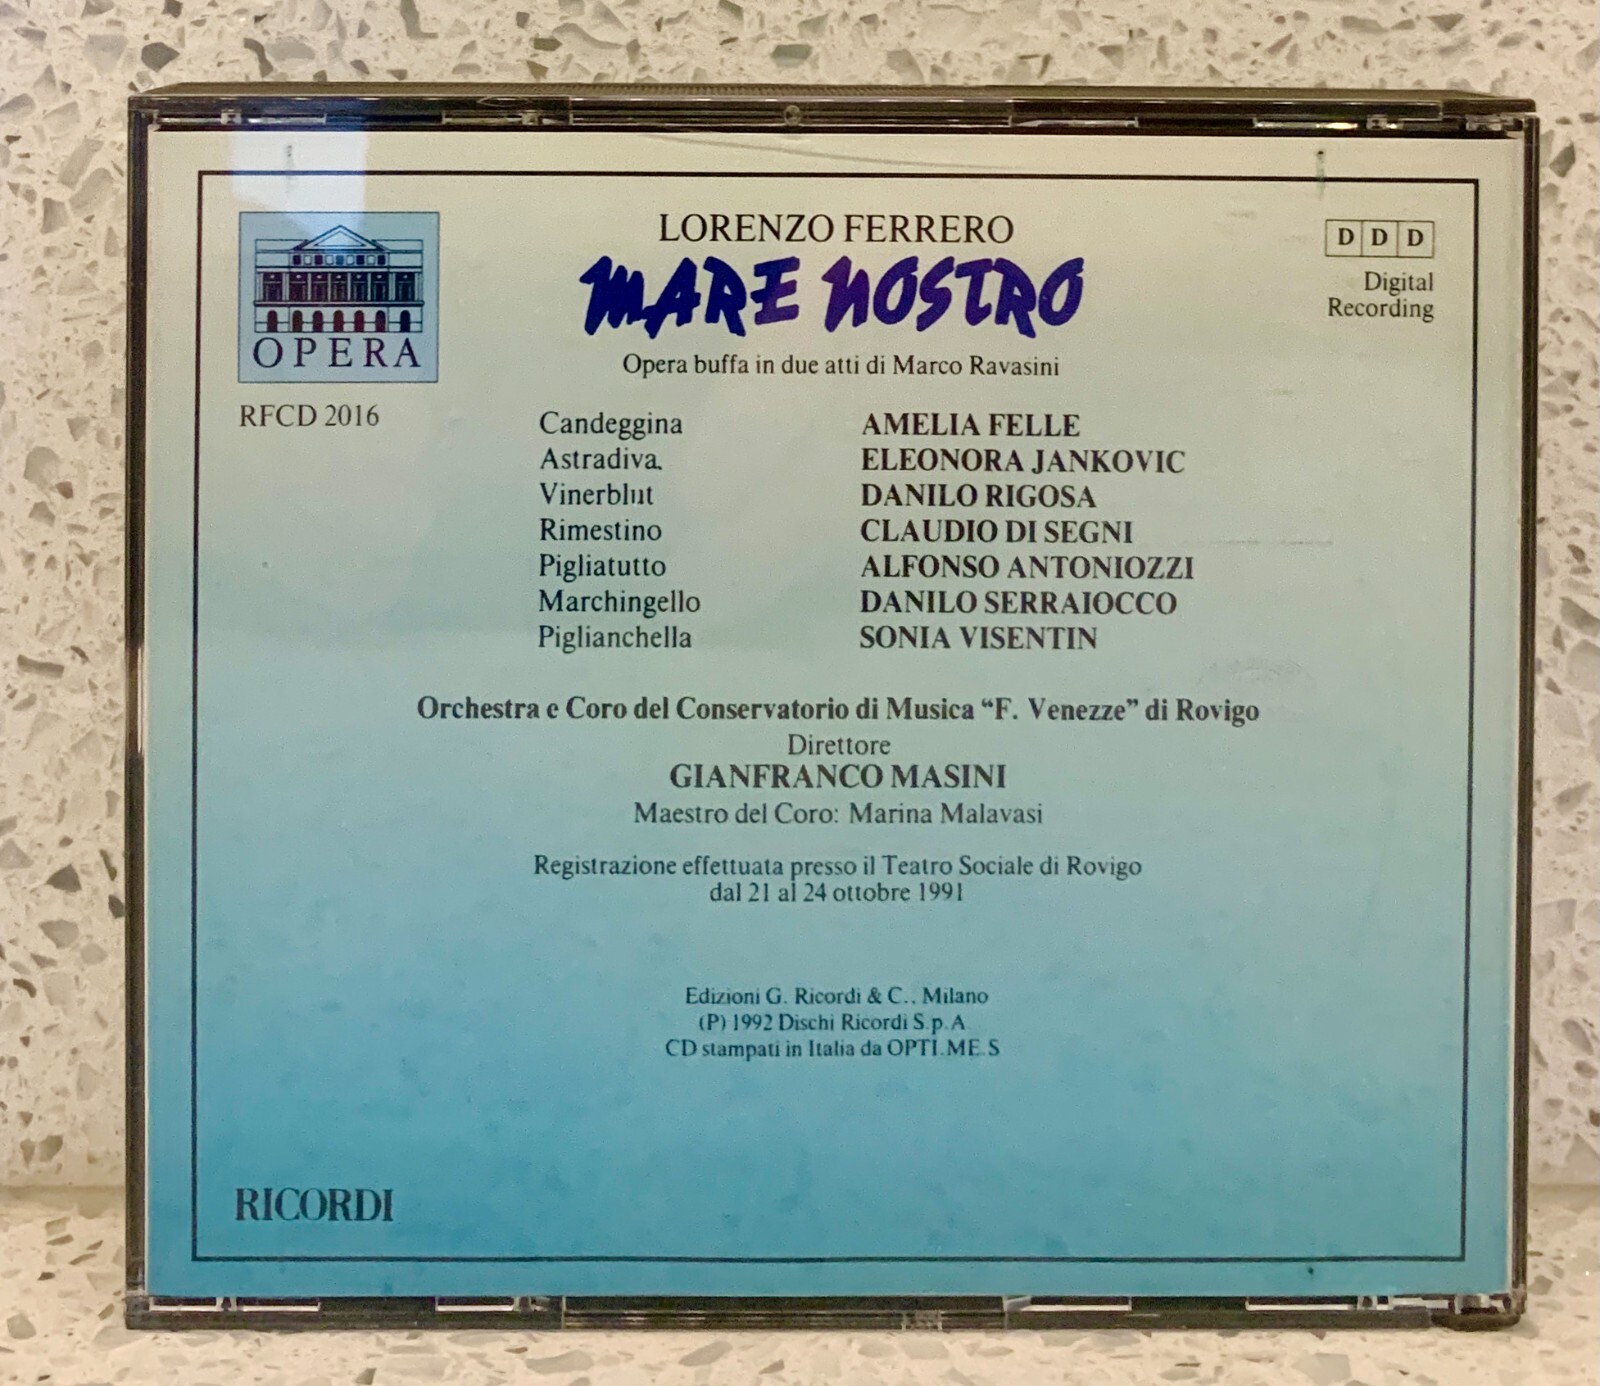 LORENZO FERRERO
MARE NOSTRO
Opera buffa in due atti di Marco Ravasini
OPERA
RFCD 2016
D D D
Digital
Recording
Candeggina AMELIA FELLE
Astradiva ELEONORA JANKOVIC
Vinerblut DANILO RIGOSA
Rimestino CLAUDIO DI SEGNI
Pigliatutto ALFONSO ANTONIOZZI
Marchingello DANILO SERRAIOCCO
Piglianchella SONIA VISENTIN
Orchestra e Coro del Conservatorio di Musica “F. Venezze” di Rovigo
Direttore
GIANFRANCO MASINI
Maestro del Coro: Marina Malavasi
Registrazione effettuata presso il Teatro Sociale di Rovigo
dal 21 al 24 ottobre 1991
Edizioni G. Ricordi & C., Milano
(P) 1992 Dischi Ricordi S.p.A
CD stampati in Italia da OPTI.ME.S
RICORDI